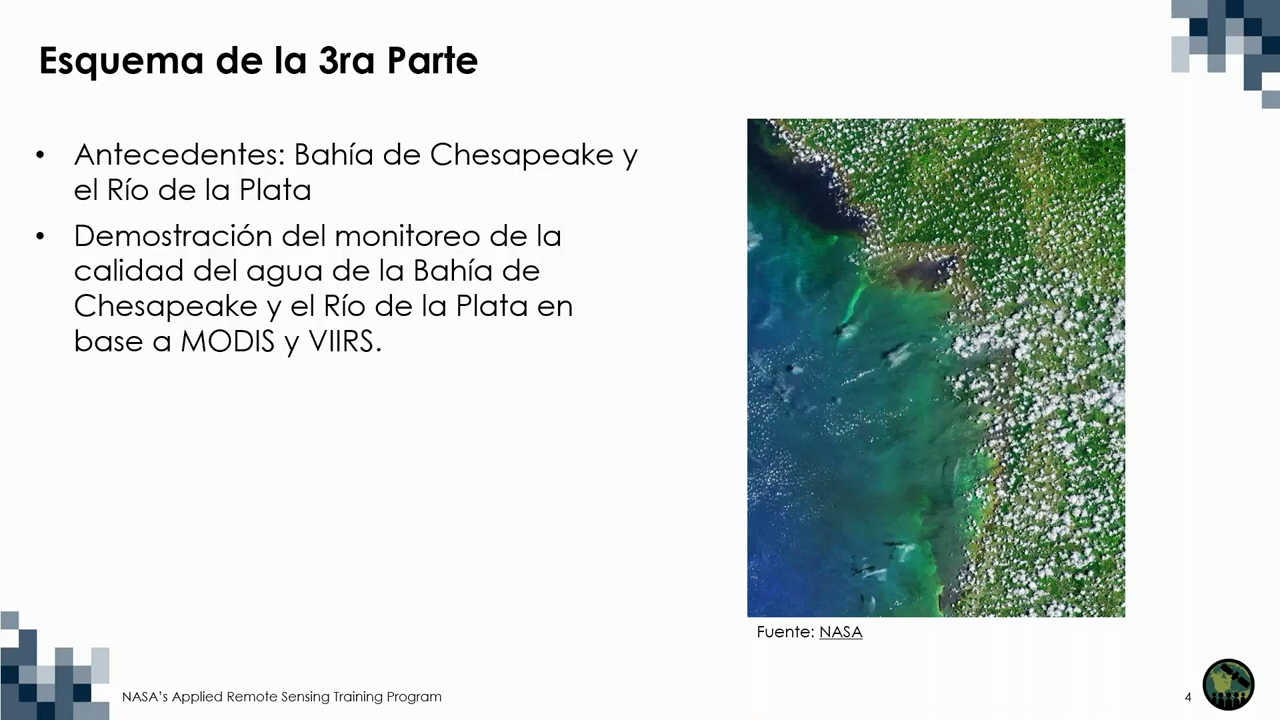 Esquema de la 3ra Parte
• Antecedentes: Bahía de Chesapeake y
el Río de la Plata
• Demostración del monitoreo de la
calidad del agua de la Bahía de
Chesapeake y el Río de la Plata en
base a MODIS y VIIRS.
Fuente: NASA
NASA's Applied Remote Sensing Training Program
4